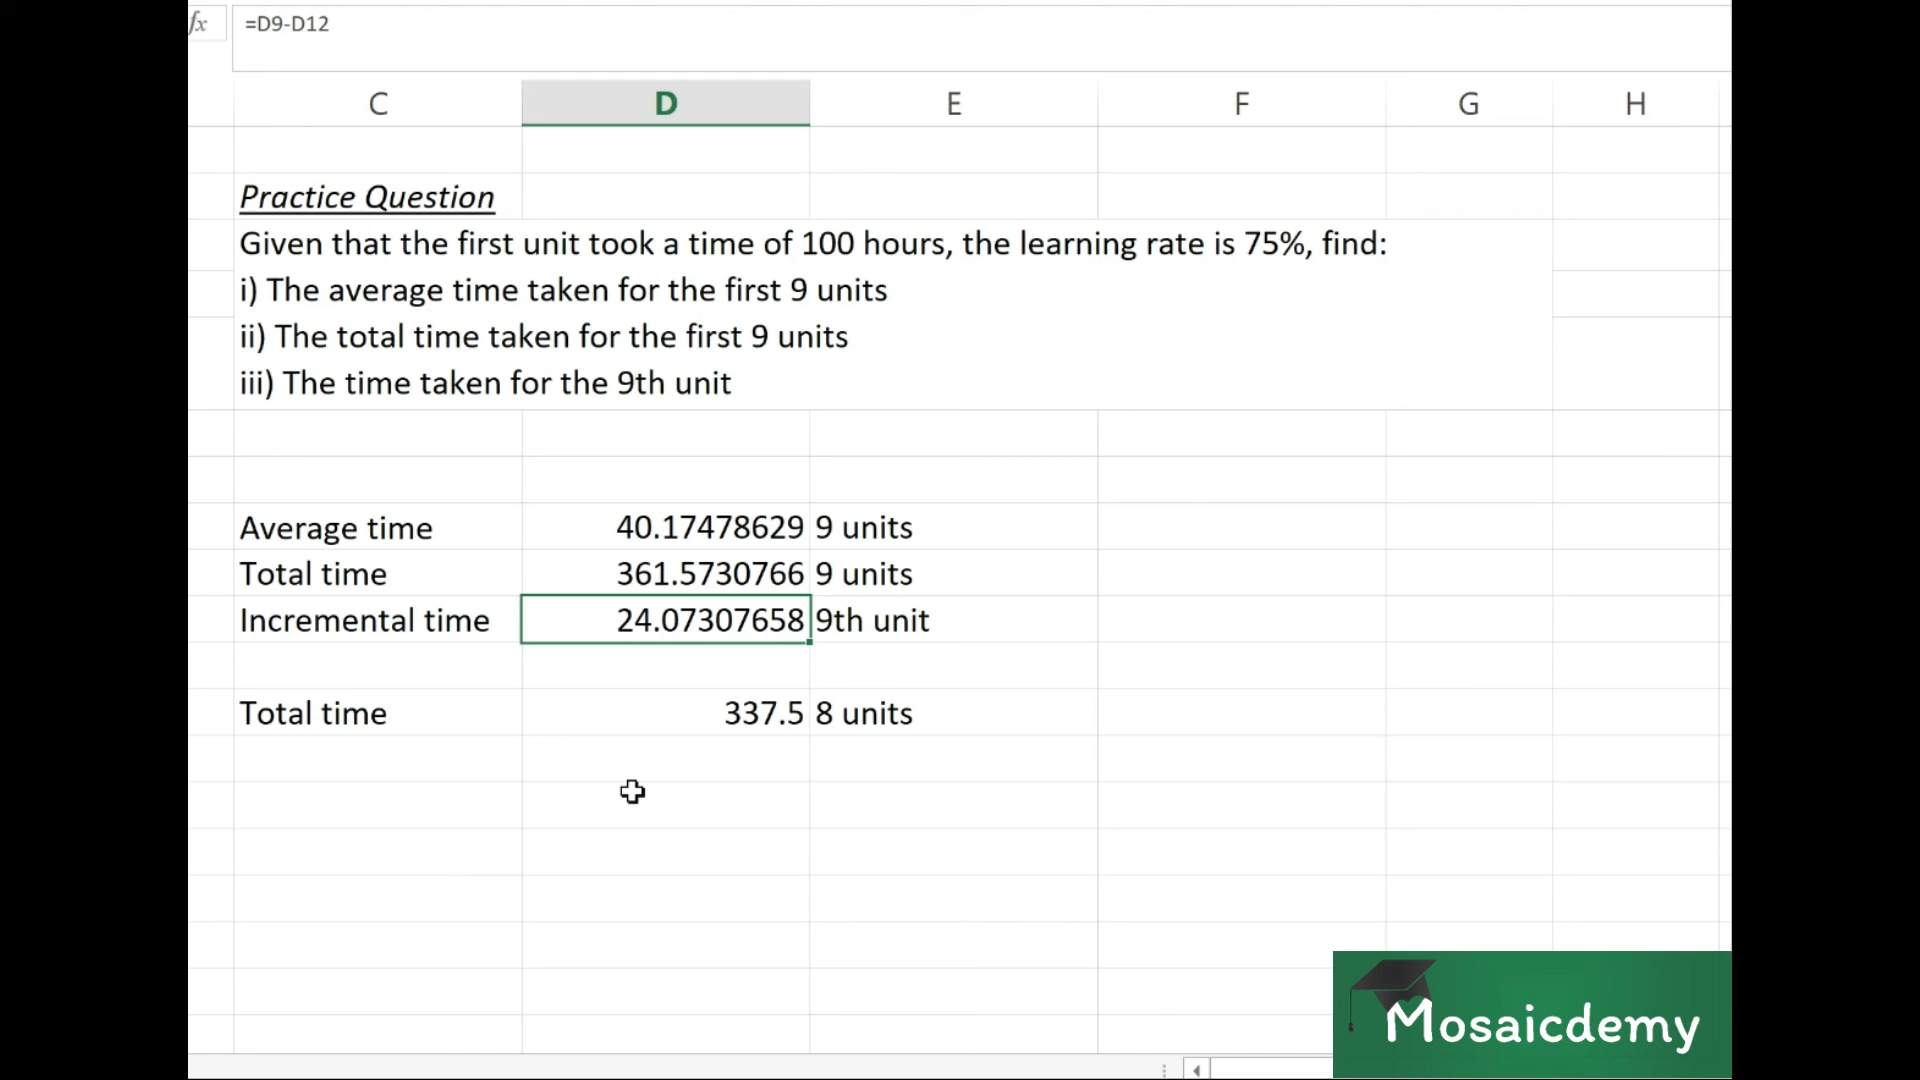 fx =D9-D12
C D E F G H
Practice Question
Given that the first unit took a time of 100 hours, the learning rate is 75%, find:
i) The average time taken for the first 9 units
ii) The total time taken for the first 9 units
iii) The time taken for the 9th unit
Average time 40.17478629 9 units
Total time 361.5730766 9 units
Incremental time 24.07307658 9th unit
Total time 337.5 8 units
Mosaicdemy